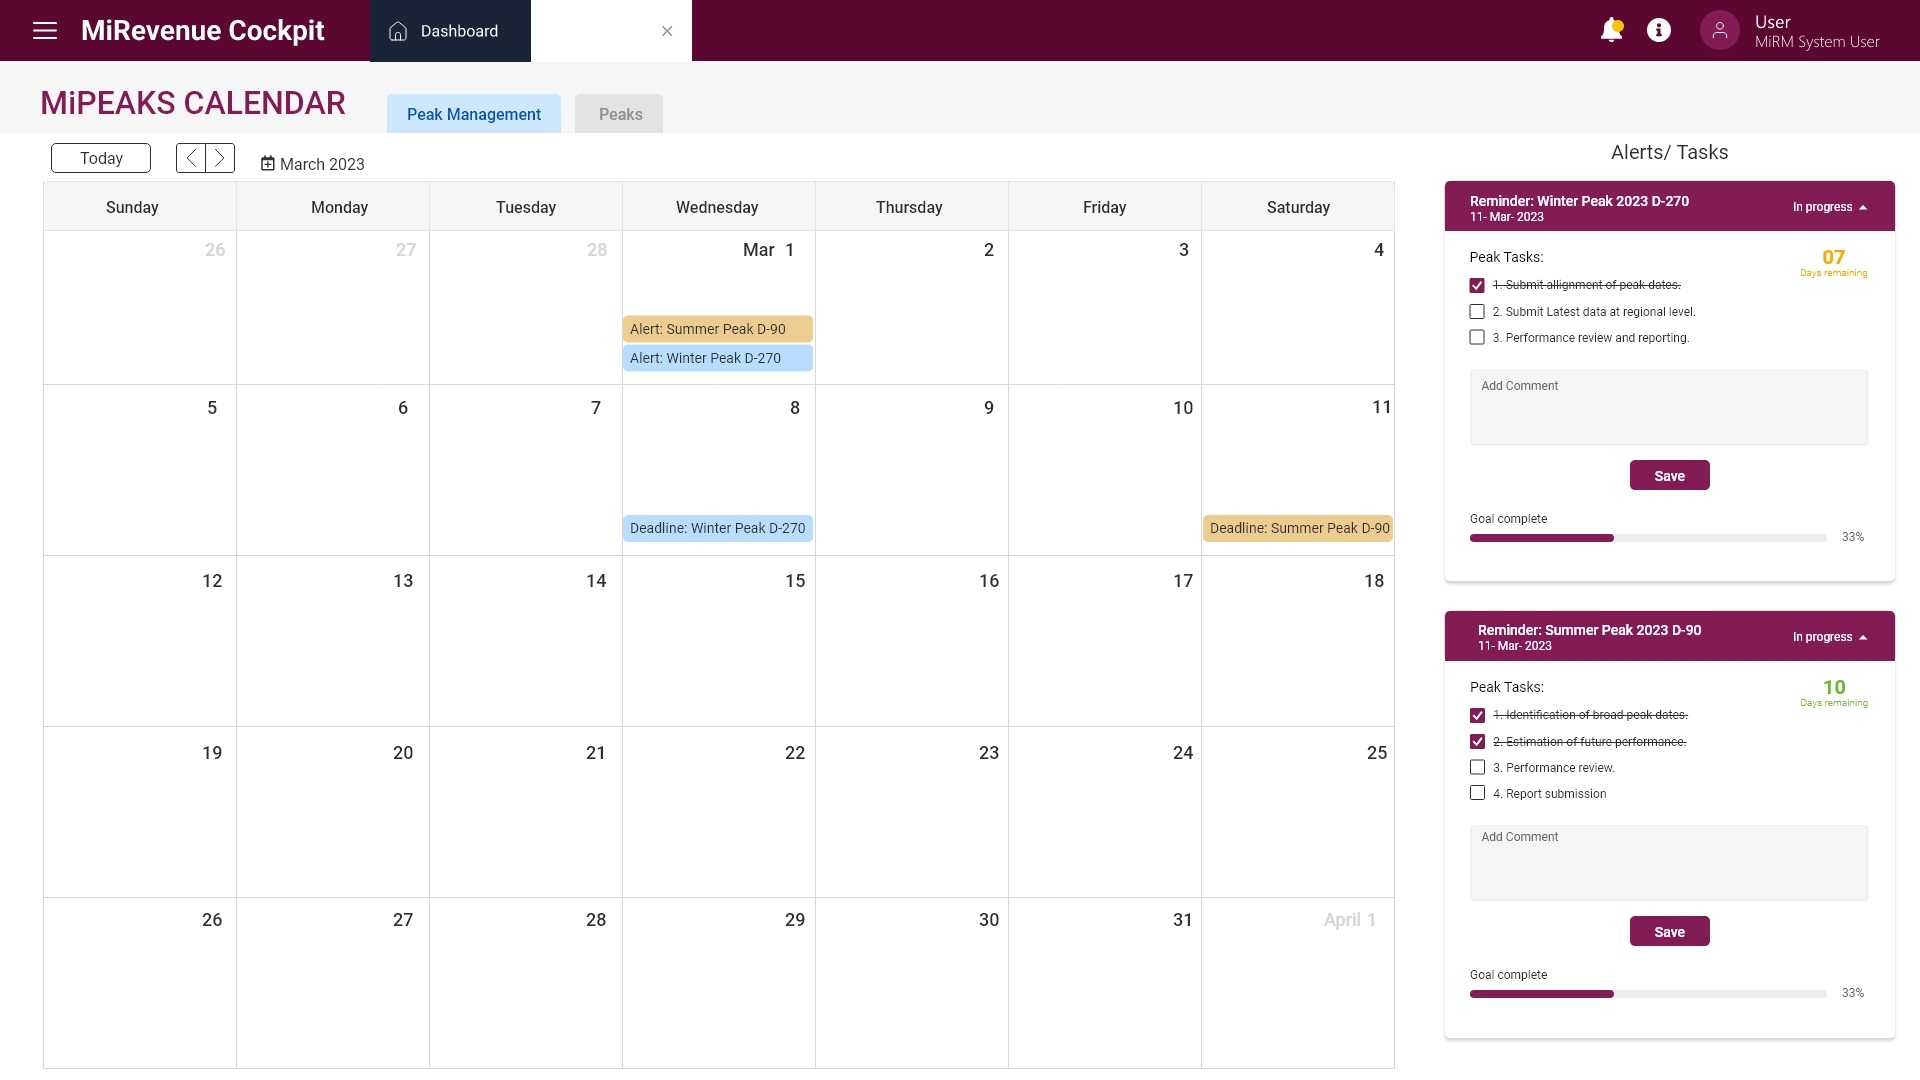 MiRevenue Cockpit
Dashboard
User
MiRM System User
MiPEAKS CALENDAR
Peak Management
Peaks
Today
March 2023
Alerts/ Tasks
Sunday Monday Tuesday Wednesday Thursday Friday Saturday
26 27 28 Mar 1 2 3 4
Alert: Summer Peak D-90
Alert: Winter Peak D-270
5 6 7 8 9 10 11
Deadline: Winter Peak D-270
Deadline: Summer Peak D-90
12 13 14 15 16 17 18
19 20 21 22 23 24 25
26 27 28 29 30 31 April 1
Reminder: Winter Peak 2023 D-270
11- Mar- 2023
In progress
Peak Tasks:
07
Days remaining
1. Submit allignment of peak dates.
2. Submit Latest data at regional level.
3. Performance review and reporting.
Add Comment
Save
Goal complete
33%
Reminder: Summer Peak 2023 D-90
11- Mar- 2023
In progress
Peak Tasks:
10
Days remaining
1. Identification of broad peak dates.
2. Estimation of future performance.
3. Performance review.
4. Report submission
Add Comment
Save
Goal complete
33%